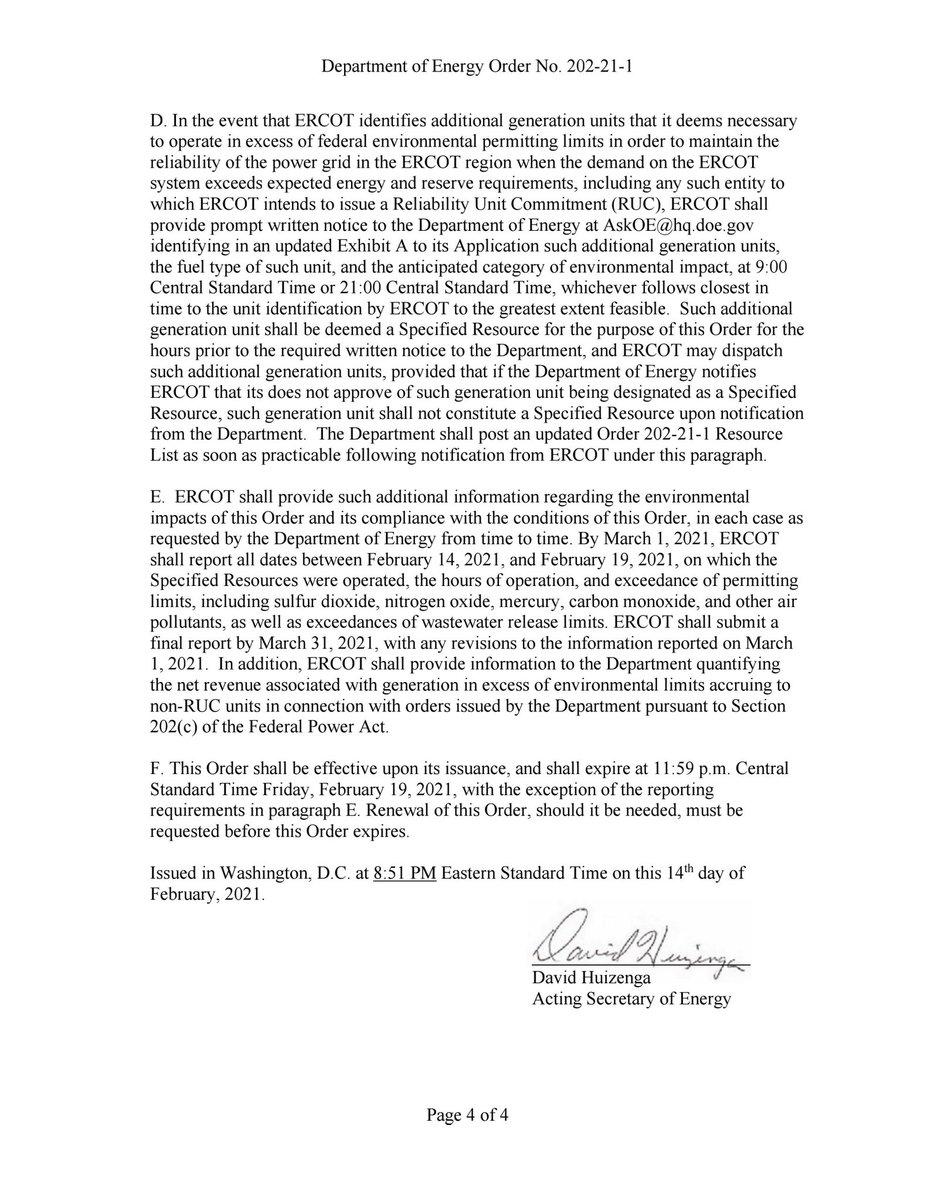 Department of Energy Order No. 202-21-1
D. In the event that ERCOT identifies additional generation units that it deems necessary
to operate in excess of federal environmental permitting limits in order to maintain the
reliability of the power grid in the ERCOT region when the demand on the ERCOT
system exceeds expected energy and reserve requirements, including any such entity to
which ERCOT intends to issue a Reliability Unit Commitment (RUC), ERCOT shall
provide prompt written notice to the Department of Energy at AskOE@hq.doe.gov
identifying in an updated Exhibit A to its Application such additional generation units,
the fuel type of such unit, and the anticipated category of environmental impact, at 9:00
Central Standard Time or 21:00 Central Standard Time, whichever follows closest in
time to the unit identification by ERCOT to the greatest extent feasible.  Such additional
generation unit shall be deemed a Specified Resource for the purpose of this Order for the
hours prior to the required written notice to the Department, and ERCOT may dispatch
such additional generation units, provided that if the Department of Energy notifies
ERCOT that its does not approve of such generation unit being designated as a Specified
Resource, such generation unit shall not constitute a Specified Resource upon notification
from the Department.  The Department shall post an updated Order 202-21-1 Resource
List as soon as practicable following notification from ERCOT under this paragraph.
E.  ERCOT shall provide such additional information regarding the environmental
impacts of this Order and its compliance with the conditions of this Order, in each case as
requested by the Department of Energy from time to time. By March 1, 2021, ERCOT
shall report all dates between February 14, 2021, and February 19, 2021, on which the
Specified Resources were operated, the hours of operation, and exceedance of permitting
limits, including sulfur dioxide, nitrogen oxide, mercury, carbon monoxide, and other air
pollutants, as well as exceedances of wastewater release limits. ERCOT shall submit a
final report by March 31, 2021, with any revisions to the information reported on March
1, 2021.  In addition, ERCOT shall provide information to the Department quantifying
the net revenue associated with generation in excess of environmental limits accruing to
non-RUC units in connection with orders issued by the Department pursuant to Section
202(c) of the Federal Power Act.
F. This Order shall be effective upon its issuance, and shall expire at 11:59 p.m. Central
Standard Time Friday, February 19, 2021, with the exception of the reporting
requirements in paragraph E. Renewal of this Order, should it be needed, must be
requested before this Order expires.
Issued in Washington, D.C. at 8:51 PM Eastern Standard Time on this 14th day of
February, 2021.
David Huizenga
David Huizenga
Acting Secretary of Energy
Page 4 of 4